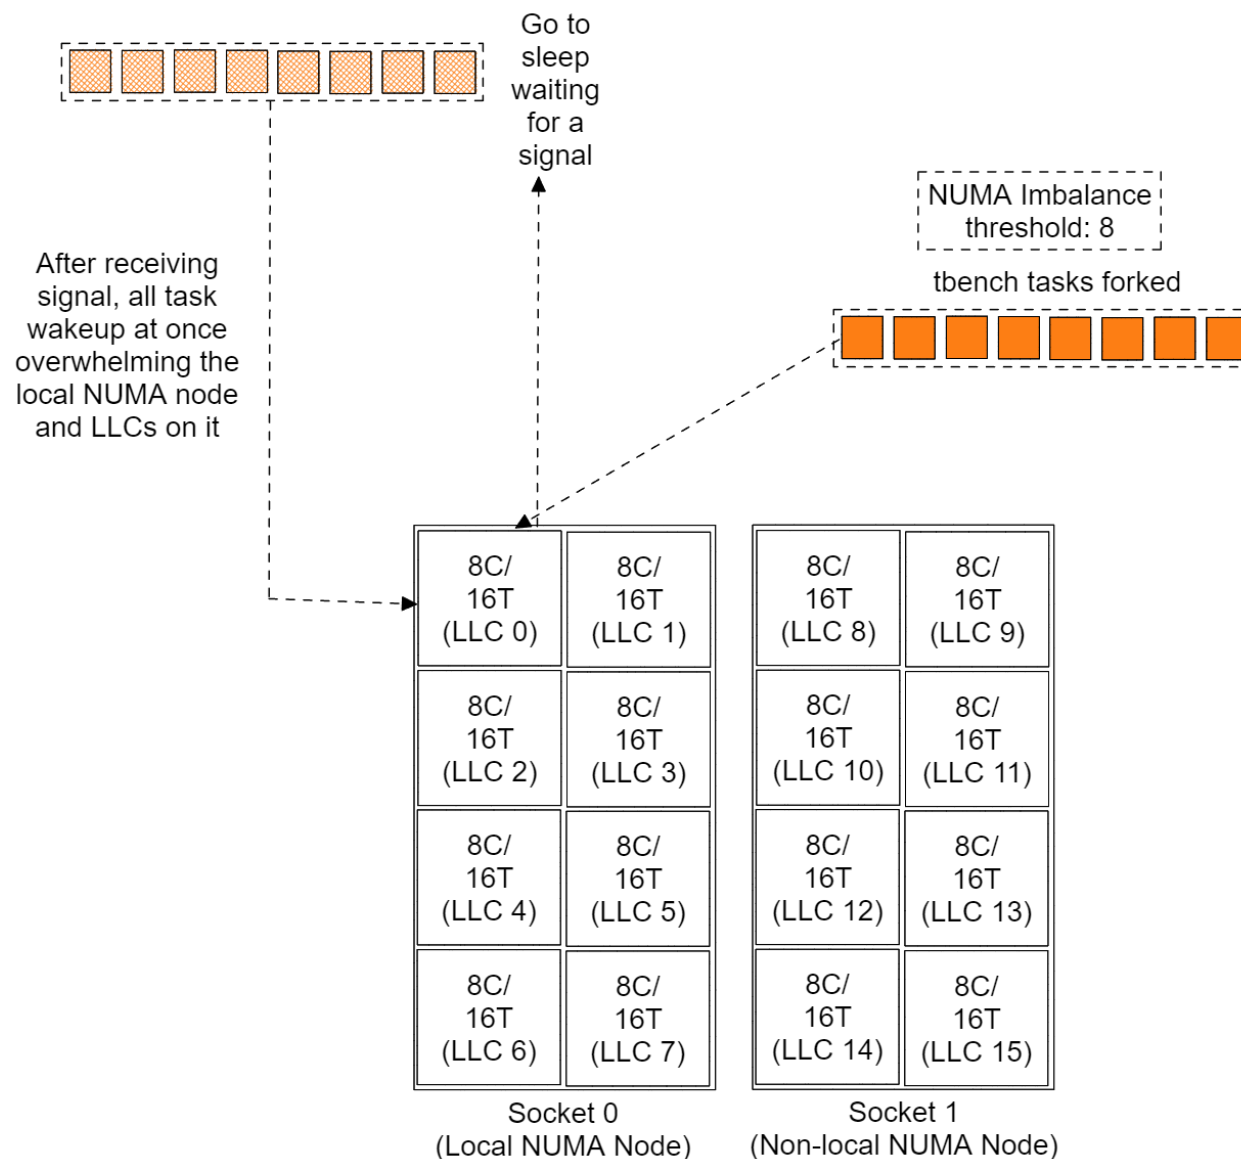 Go to
sleep
waiting
for a
signal
NUMA Imbalance
threshold: 8
tbench tasks forked
After receiving
signal, all task
wakeup at once
overwhelming the
local NUMA node
and LLCs on it
8C/
16T
(LLC 0)
8C/
16T
(LLC 1)
8C/
16T
(LLC 2)
8C/
16T
(LLC 3)
8C/
16T
(LLC 4)
8C/
16T
(LLC 5)
8C/
16T
(LLC 6)
8C/
16T
(LLC 7)
Socket 0
(Local NUMA Node)
8C/
16T
(LLC 8)
8C/
16T
(LLC 9)
8C/
16T
(LLC 10)
8C/
16T
(LLC 11)
8C/
16T
(LLC 12)
8C/
16T
(LLC 13)
8C/
16T
(LLC 14)
8C/
16T
(LLC 15)
Socket 1
(Non-local NUMA Node)